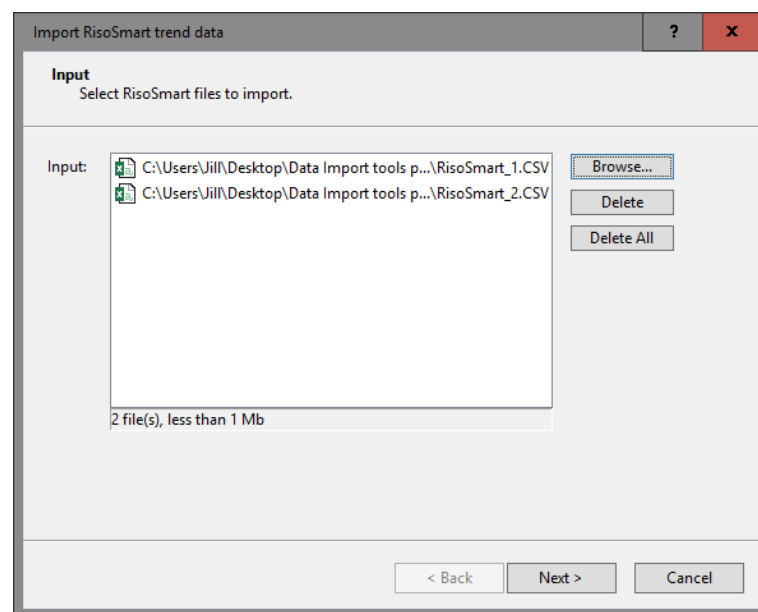 Import RisoSmart trend data ? x
Input
Select RisoSmart files to import.
Input:
C:\Users\Jill\Desktop\Data Import tools p...\RisoSmart_1.CSV
C:\Users\Jill\Desktop\Data Import tools p...\RisoSmart_2.CSV
Browse...
Delete
Delete All
2 file(s), less than 1 Mb
< Back Next > Cancel